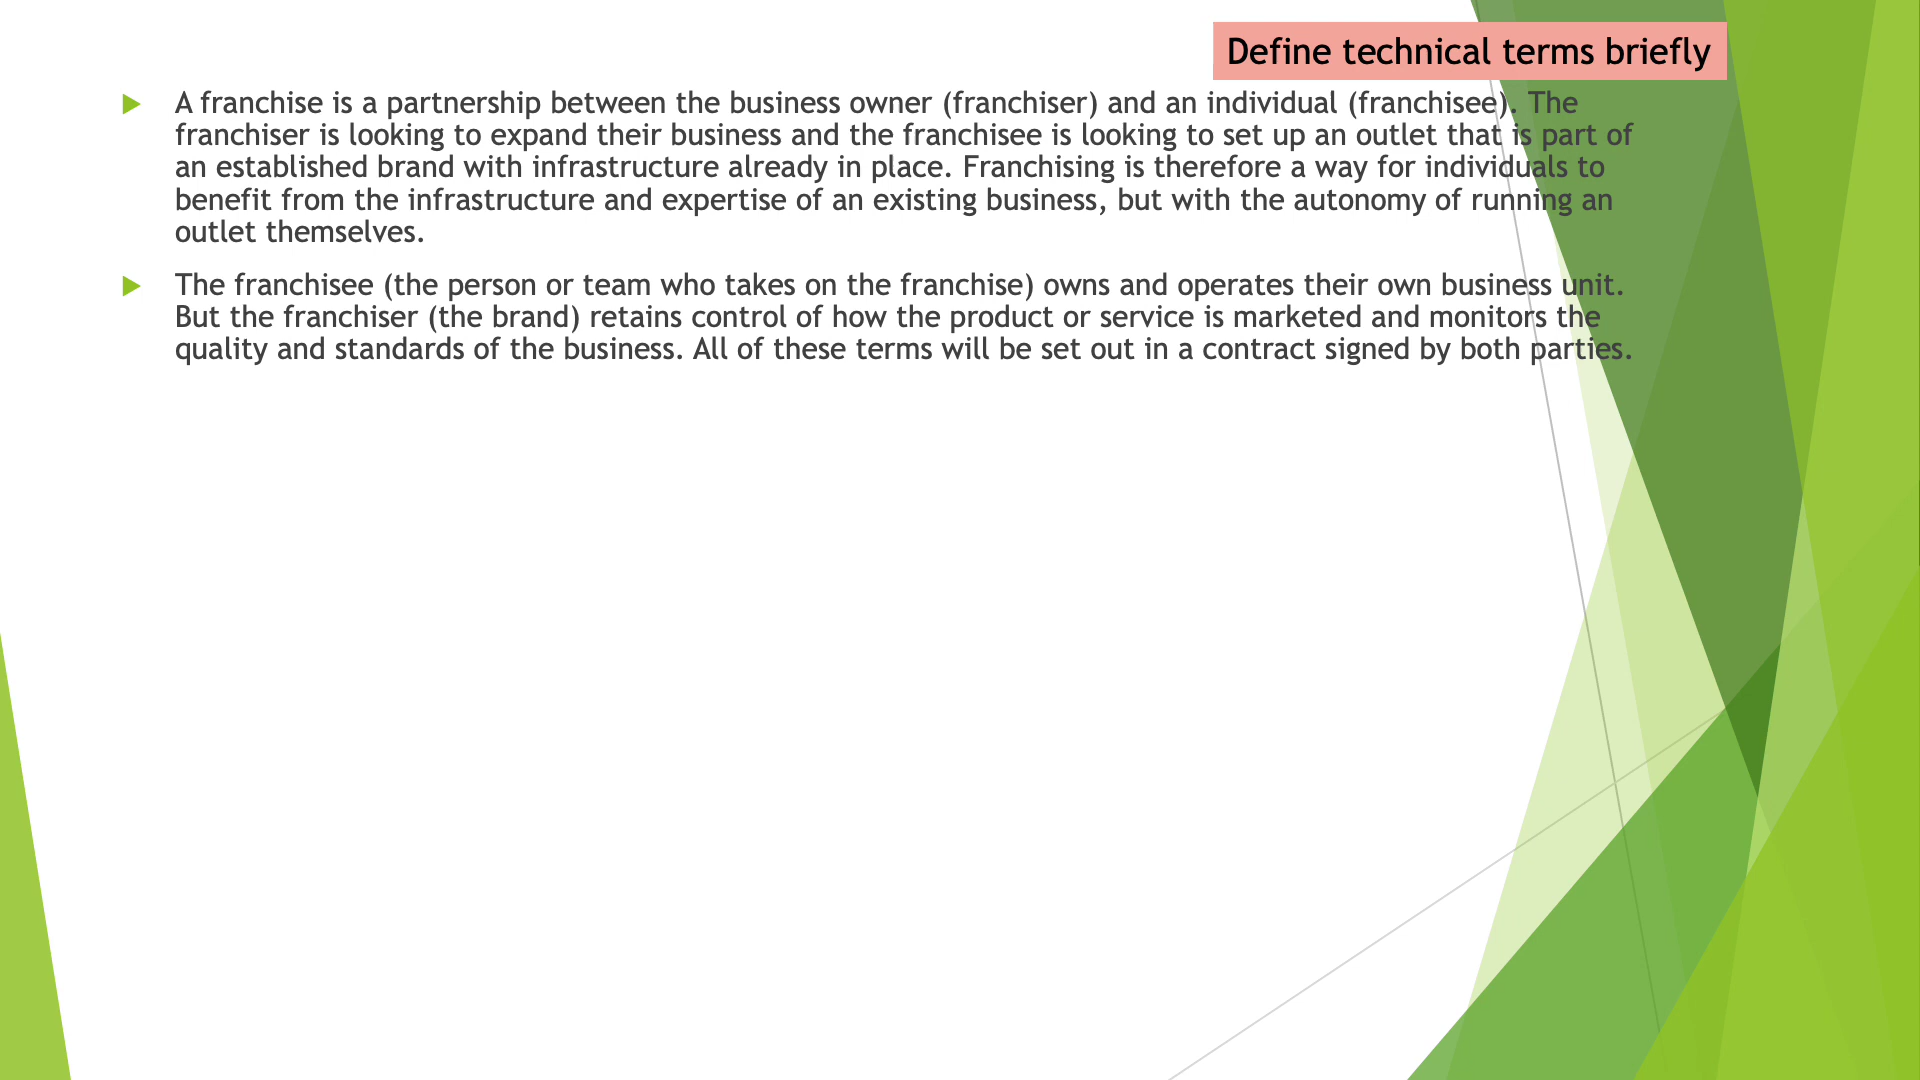 Define technical terms briefly
A franchise is a partnership between the business owner (franchiser) and an individual (franchisee). The
franchiser is looking to expand their business and the franchisee is looking to set up an outlet that is part of
an established brand with infrastructure already in place. Franchising is therefore a way for individuals to
benefit from the infrastructure and expertise of an existing business, but with the autonomy of running an
outlet themselves.
The franchisee (the person or team who takes on the franchise) owns and operates their own business unit.
But the franchiser (the brand) retains control of how the product or service is marketed and monitors the
quality and standards of the business. All of these terms will be set out in a contract signed by both parties.